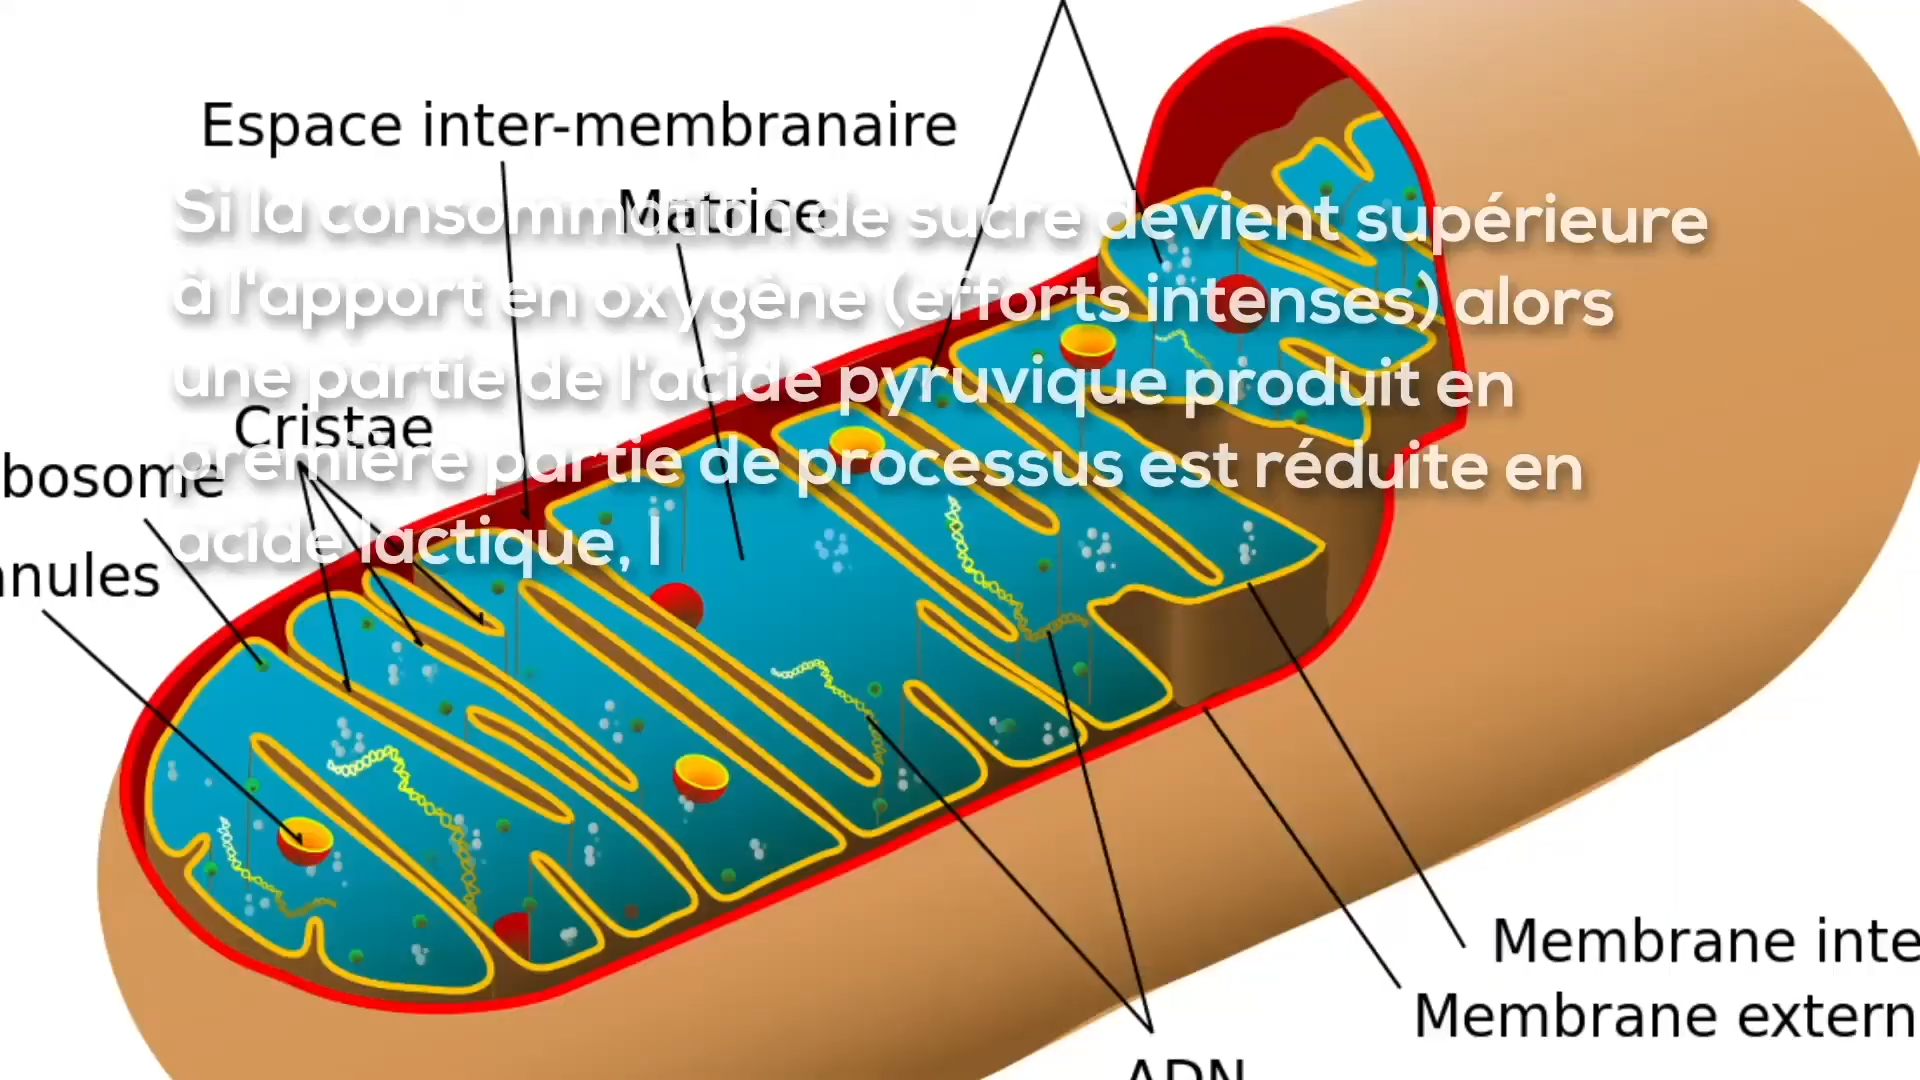 Espace inter-membranaire
Matrice
Si la consommation de sucre devient supérieure
à l'apport en oxygène (efforts intenses) alors
une partie de l'acide pyruvique produit en
première partie de processus est réduite en
acide lactique, l
Cristae
bosome
anules
Membrane inte
Membrane extern
ADN